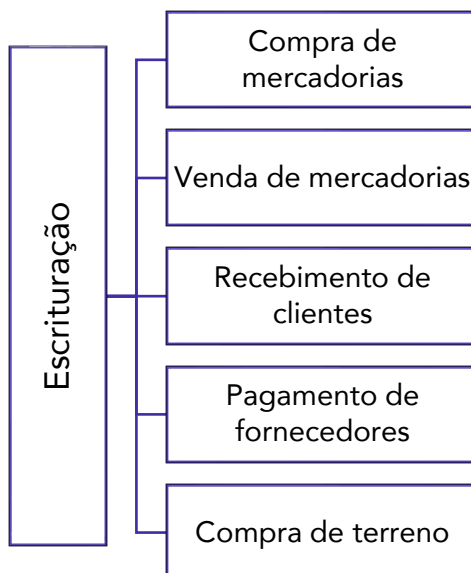 Escrituração
Compra de
mercadorias
Venda de mercadorias
Recebimento de
clientes
Pagamento de
fornecedores
Compra de terreno